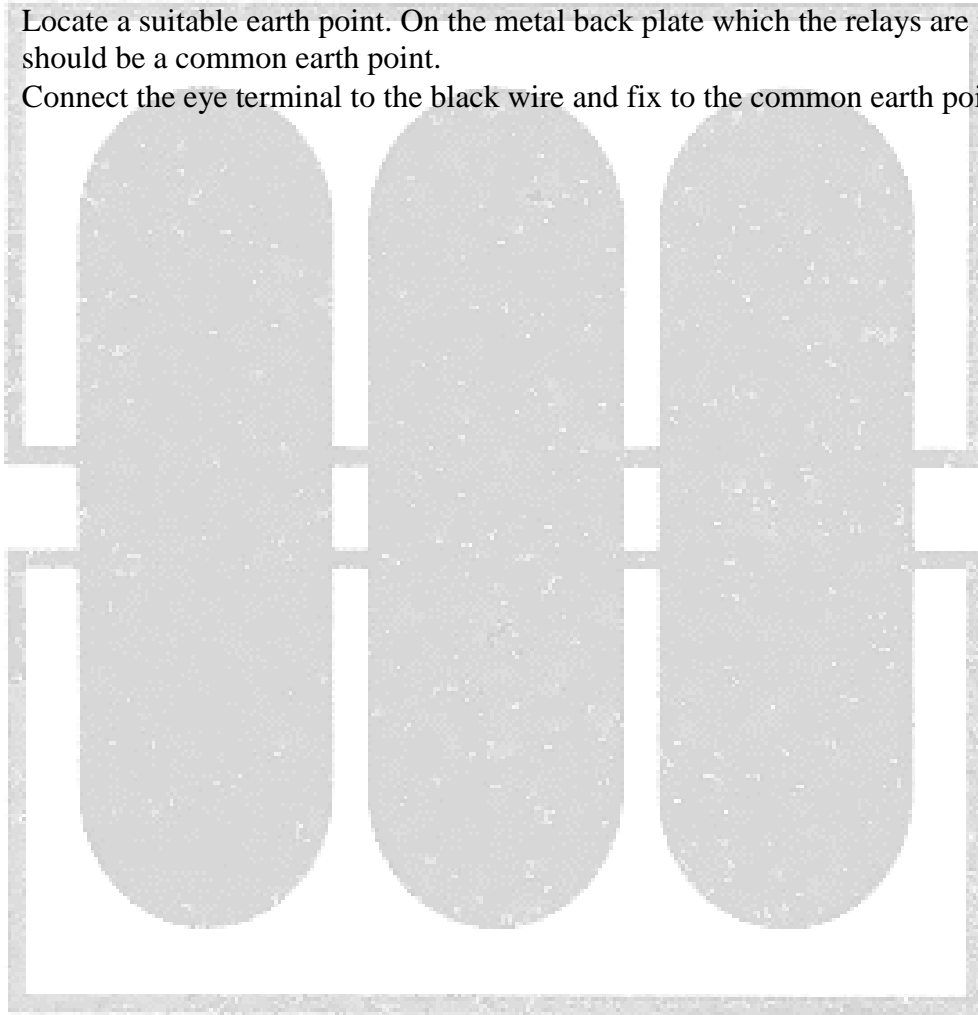 Locate a suitable earth point. On the metal back plate which the relays are
should be a common earth point.
Connect the eye terminal to the black wire and fix to the common earth